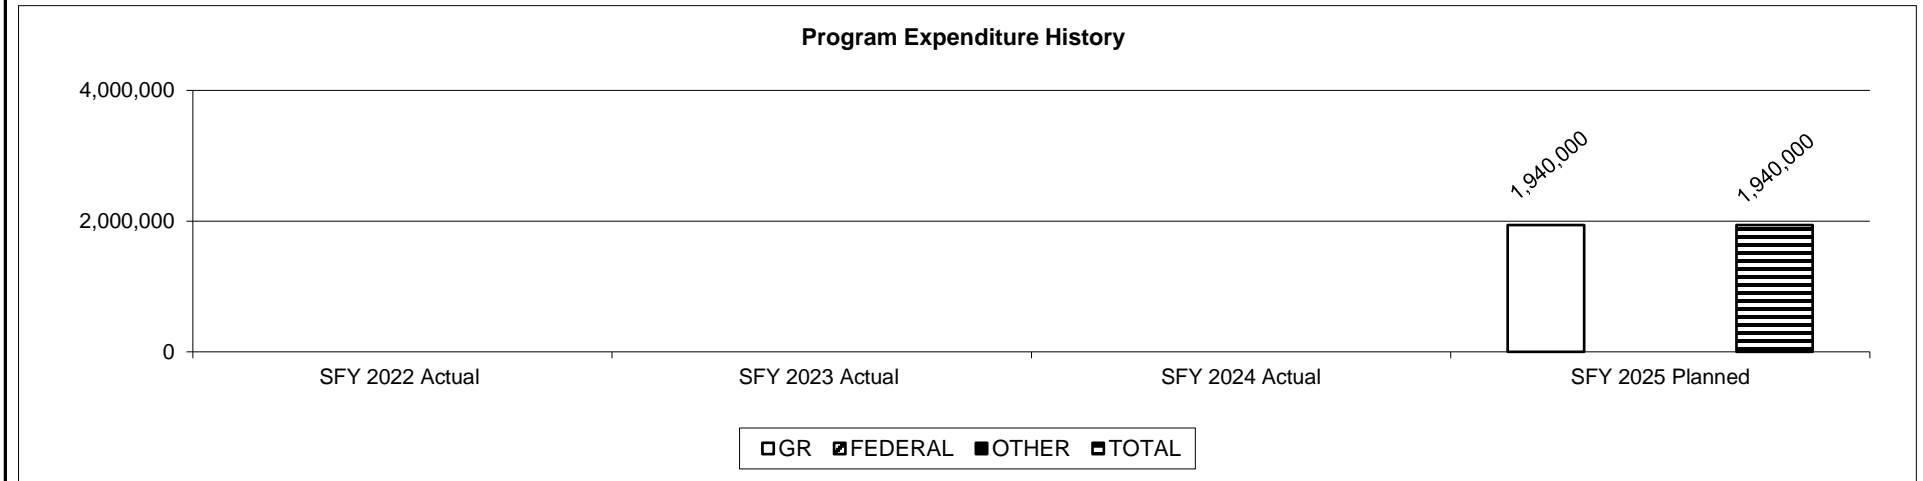 Program Expenditure History
4,000,000
2,000,000
0
1,940,000
1,940,000
SFY 2022 Actual
SFY 2023 Actual
SFY 2024 Actual
SFY 2025 Planned
GR FEDERAL OTHER TOTAL